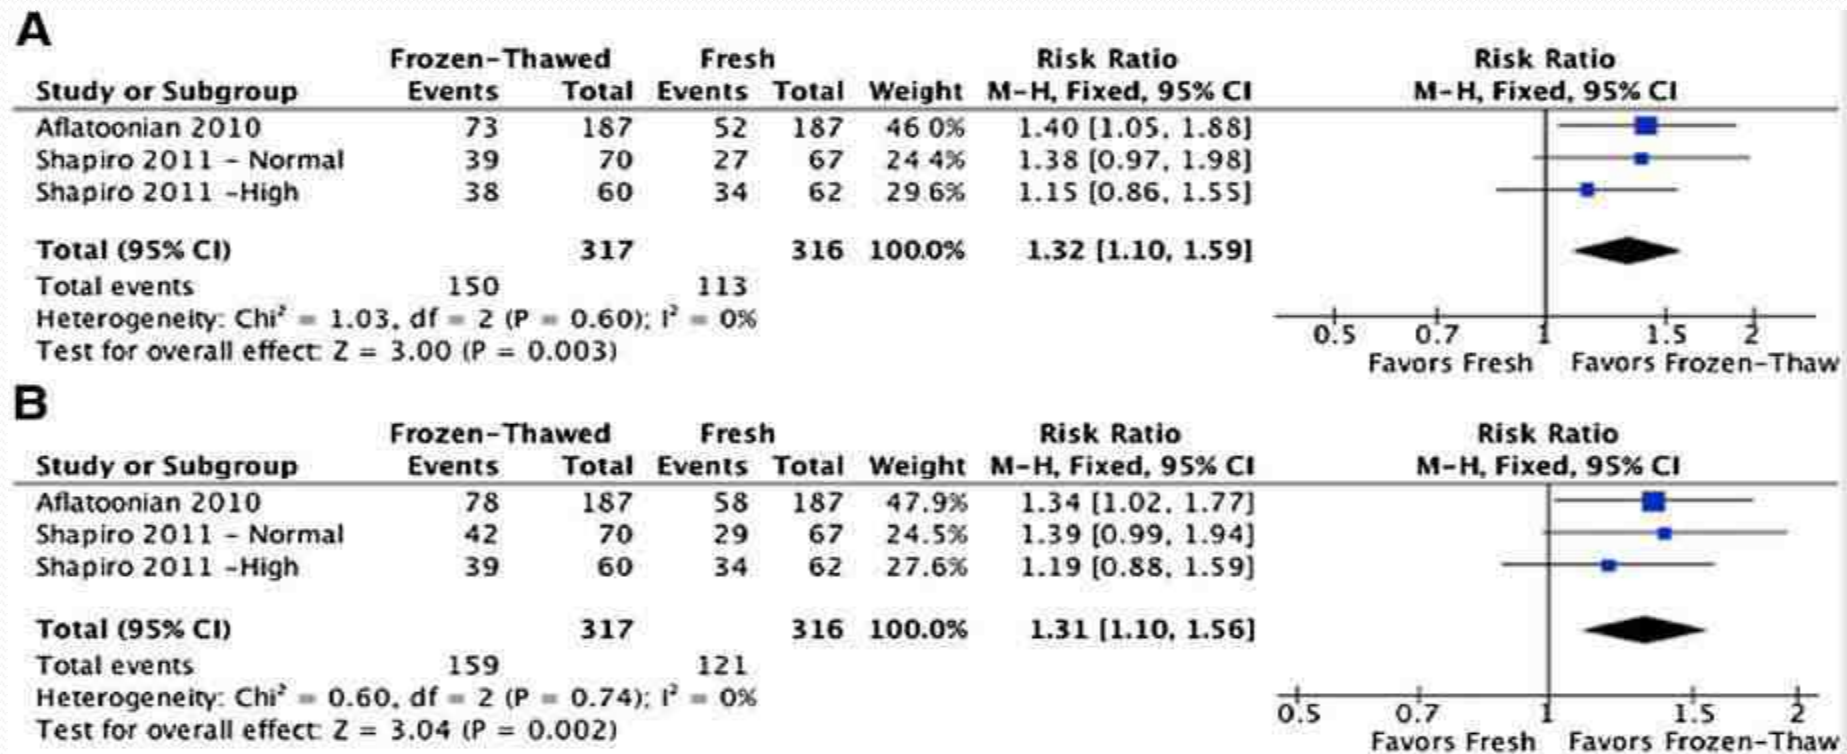 A
Frozen-Thawed Fresh Risk Ratio Risk Ratio
Study or Subgroup Events Total Events Total Weight M-H, Fixed, 95% CI M-H, Fixed, 95% CI
Aflatoonian 2010 73 187 52 187 46 0% 1.40 [1.05, 1.88]
Shapiro 2011 - Normal 39 70 27 67 24 4% 1.38 [0.97, 1.98]
Shapiro 2011 -High 38 60 34 62 29.6% 1.15 [0.86, 1.55]
Total (95% CI) 317 316 100.0% 1.32 [1.10, 1.59]
Total events 150 113
Heterogeneity: Chi² = 1.03, df = 2 (P = 0.60); I² = 0%
Test for overall effect: Z = 3.00 (P = 0.003)
0.5 0.7 1 1.5 2
Favors Fresh Favors Frozen-Thaw
B
Frozen-Thawed Fresh Risk Ratio Risk Ratio
Study or Subgroup Events Total Events Total Weight M-H, Fixed, 95% CI M-H, Fixed, 95% CI
Aflatoonian 2010 78 187 58 187 47.9% 1.34 [1.02, 1.77]
Shapiro 2011 - Normal 42 70 29 67 24.5% 1.39 [0.99, 1.94]
Shapiro 2011 -High 39 60 34 62 27.6% 1.19 [0.88, 1.59]
Total (95% CI) 317 316 100.0% 1.31 [1.10, 1.56]
Total events 159 121
Heterogeneity: Chi² = 0.60, df = 2 (P = 0.74); I² = 0%
Test for overall effect: Z = 3.04 (P = 0.002)
0.5 0.7 1 1.5 2
Favors Fresh Favors Frozen-Thaw